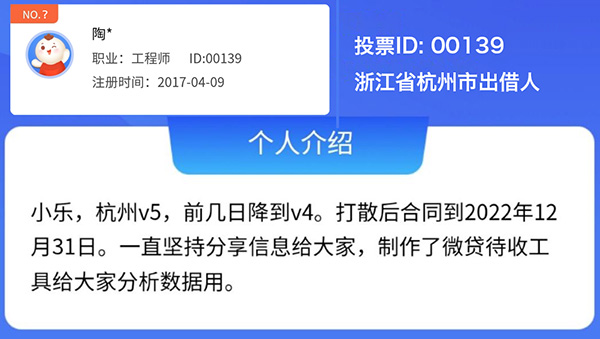 NO.?
陶*
职业：工程师 ID:00139
注册时间：2017-04-09
投票ID: 00139
浙江省杭州市出借人
个人介绍
小乐，杭州v5，前几日降到v4。打散后合同到2022年12
月31日。一直坚持分享信息给大家，制作了微贷待收工
具给大家分析数据用。